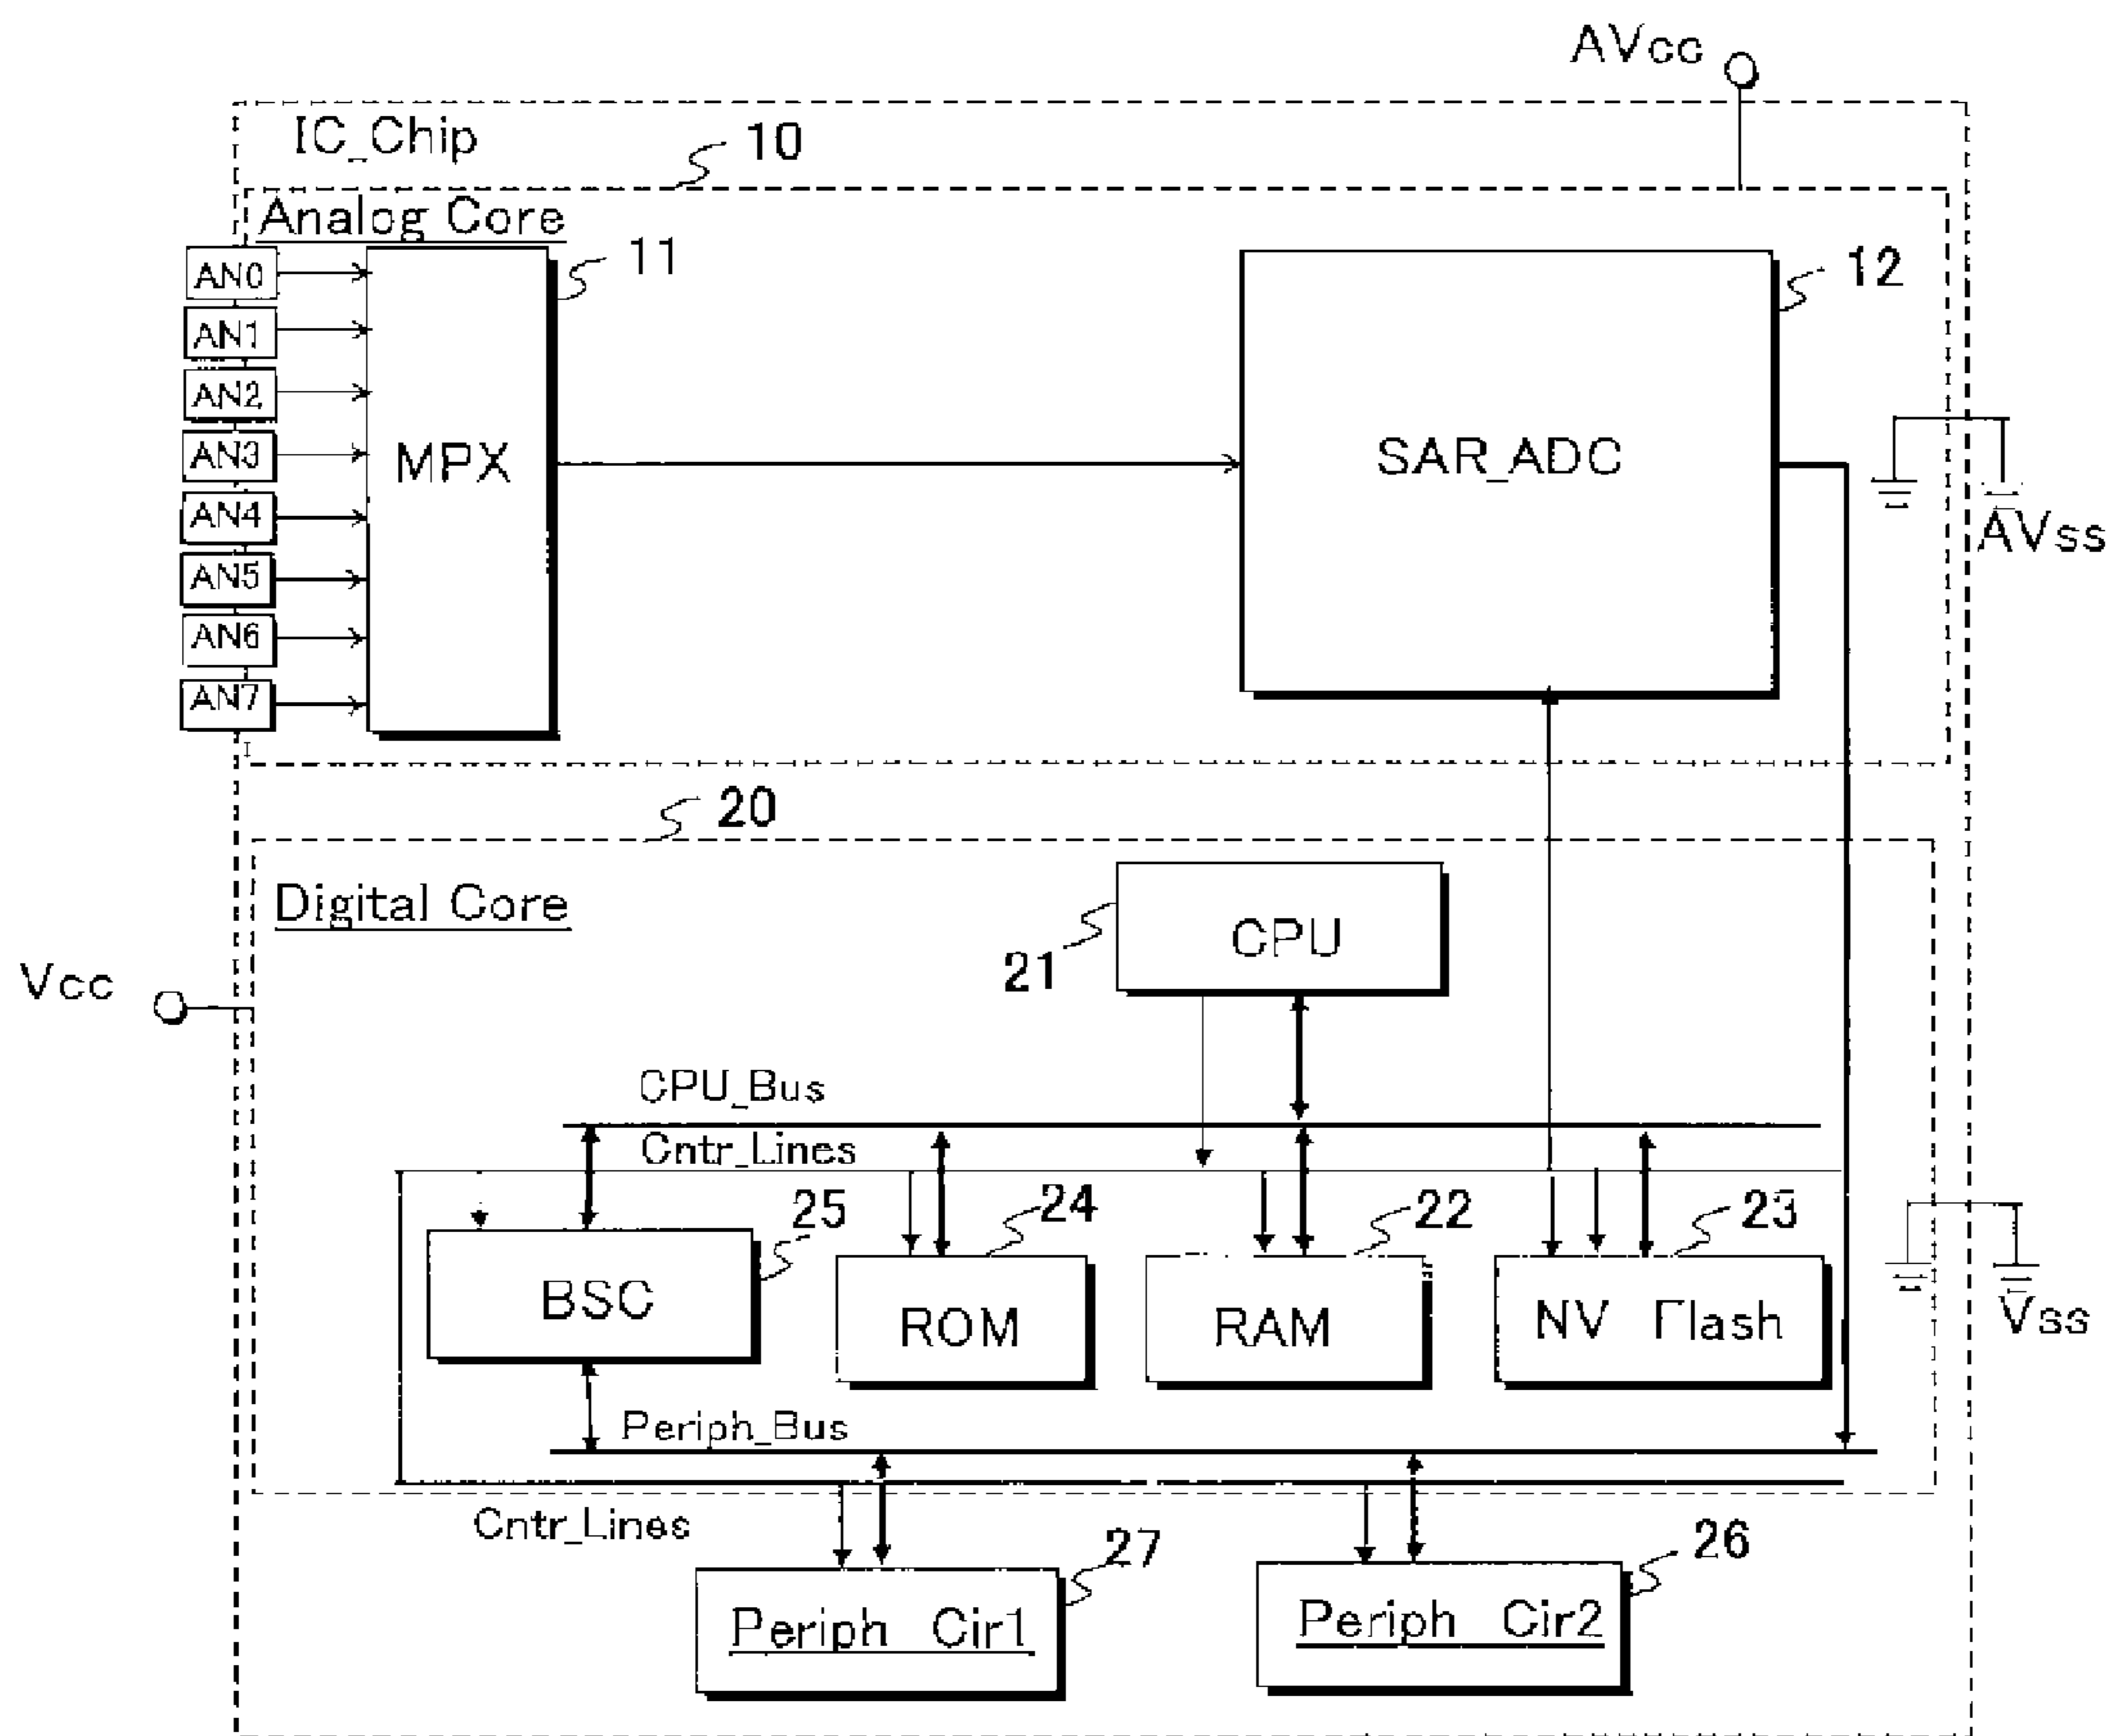 AVcc
IC_Chip
10
Analog Core
11
12
AN0
AN1
AN2
AN3
AN4
AN5
AN6
AN7
MPX
SAR_ADC
AVss
20
Digital Core
CPU
21
Vcc
CPU_Bus
Cntr_Lines
25
24
22
23
BSC
ROM
RAM
NV Flash
Vss
Periph_Bus
Cntr_Lines
27
26
Periph Cir1
Periph Cir2